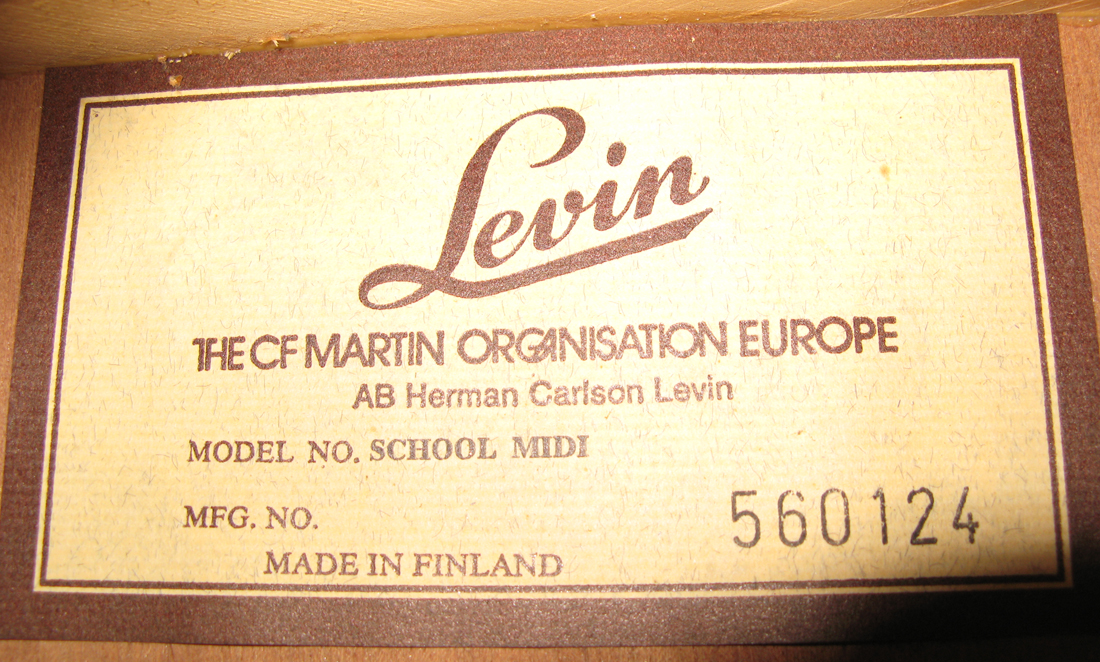 Levin
THE CF MARTIN ORGANISATION EUROPE
AB Herman Carlson Levin
MODEL NO. SCHOOL MIDI
MFG. NO. 560124
MADE IN FINLAND